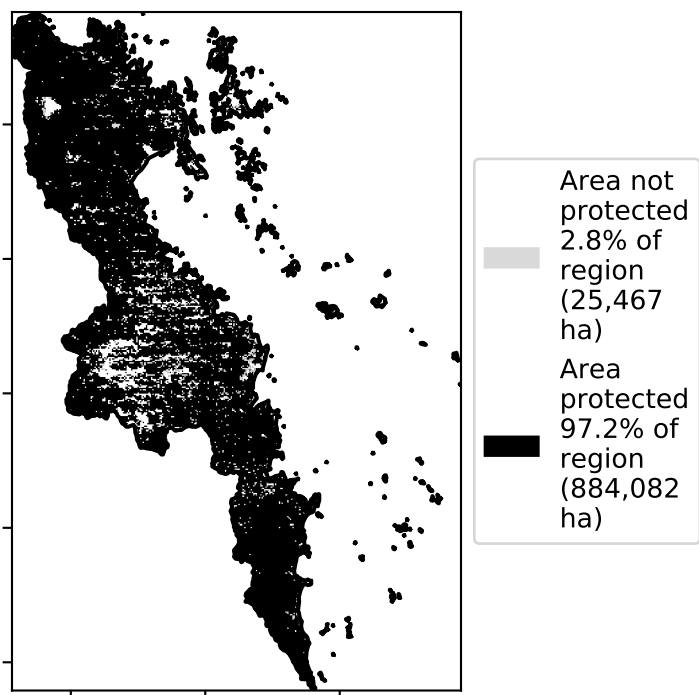 Area not
protected
2.8% of
region
(25,467
ha)
Area
protected
97.2% of
region
(884,082
ha)